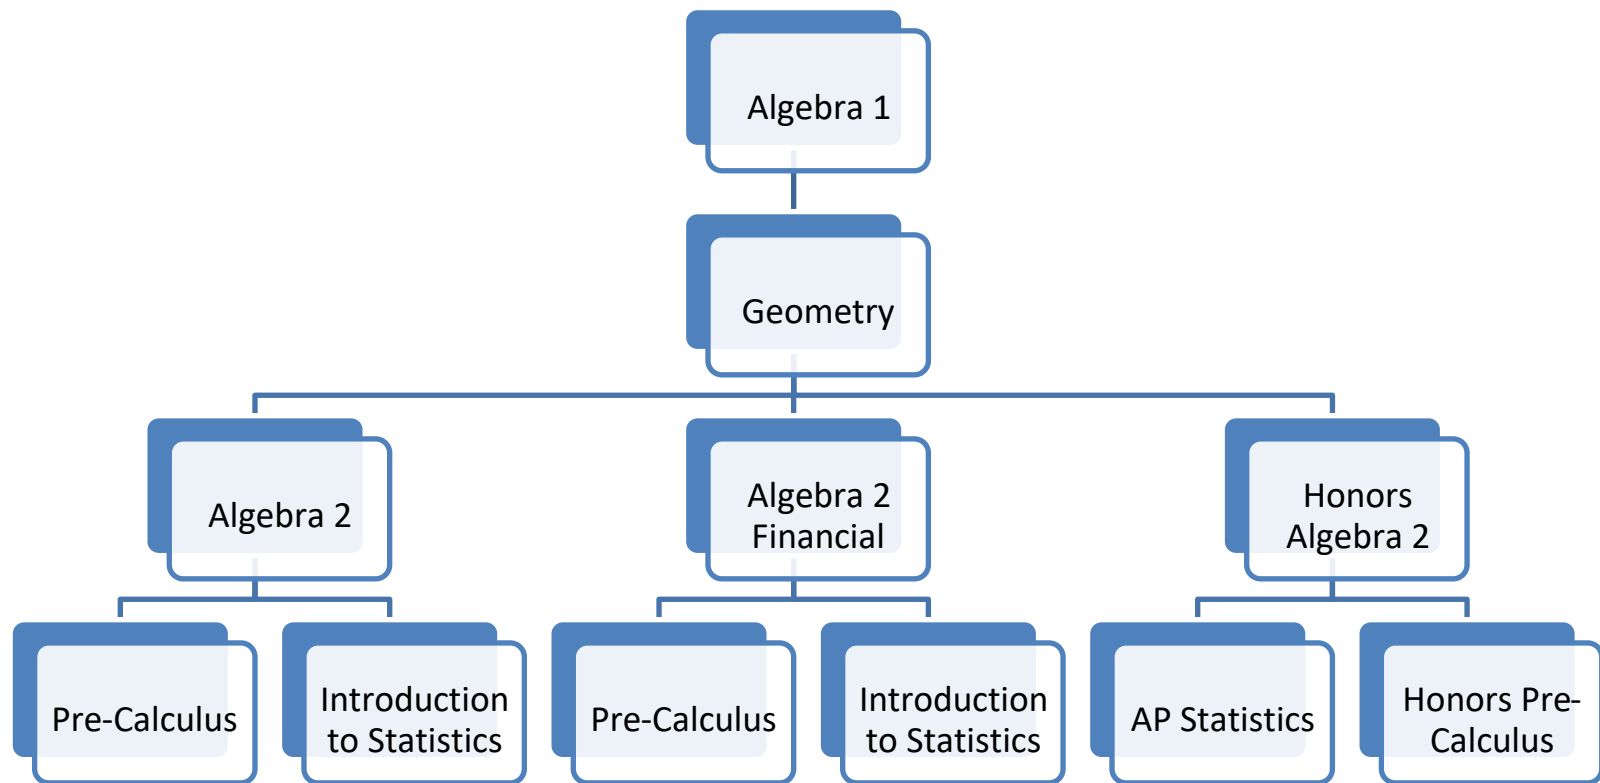 Algebra 1
Geometry
Algebra 2
Algebra 2
Financial
Honors
Algebra 2
Pre-Calculus
Introduction
to Statistics
Pre-Calculus
Introduction
to Statistics
AP Statistics
Honors Pre-
Calculus